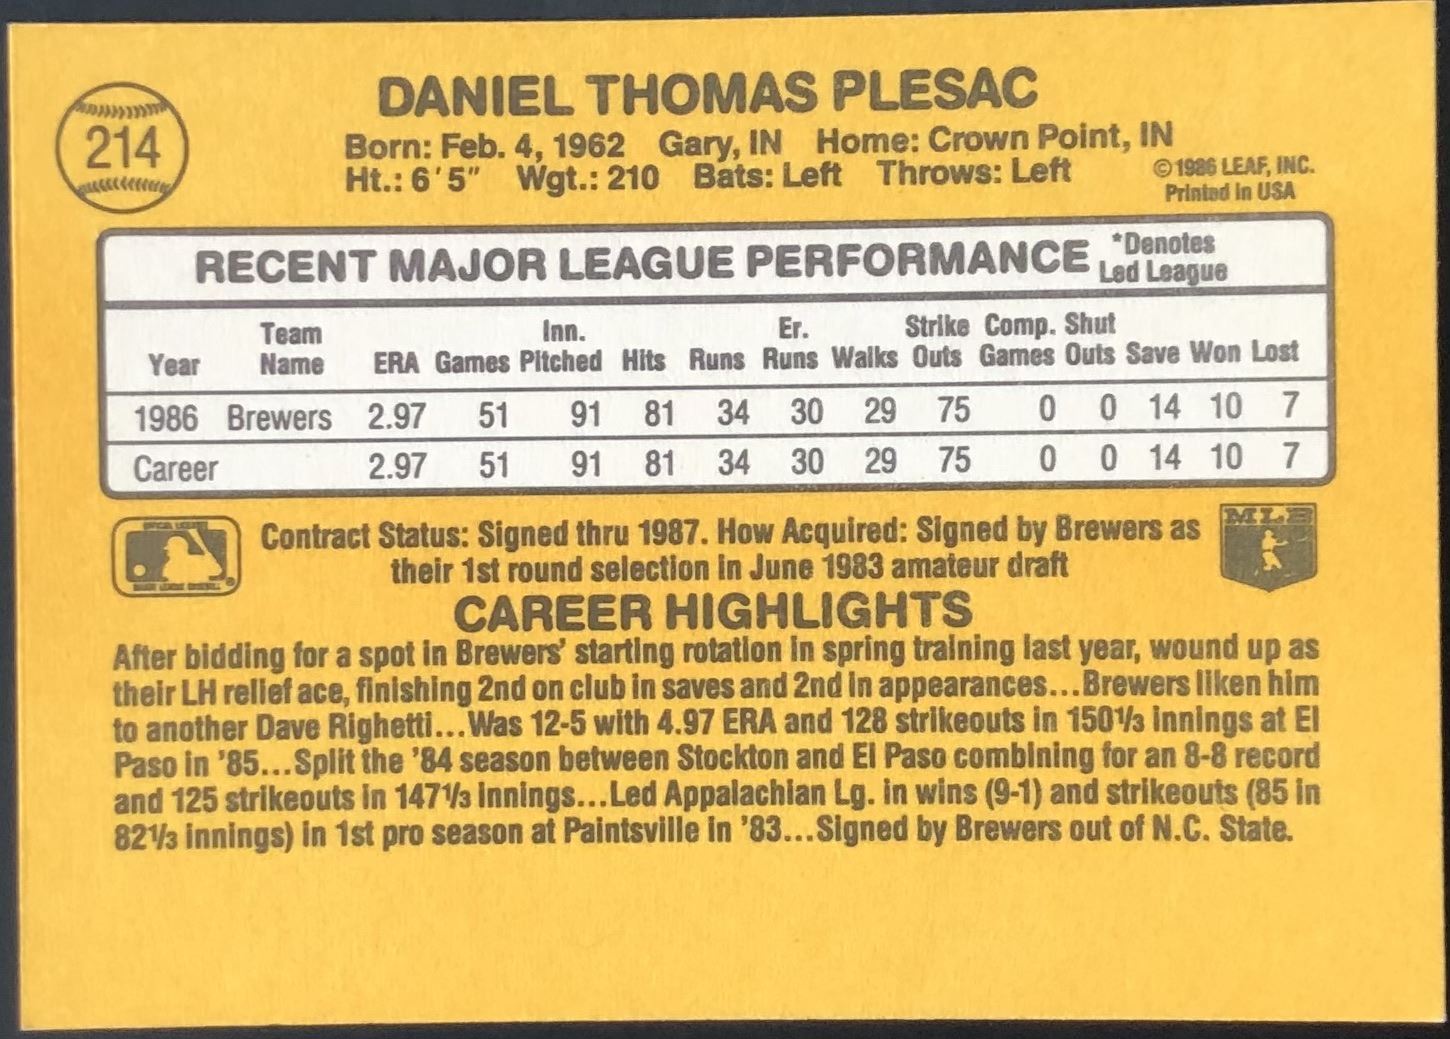 214
DANIEL THOMAS PLESAC
Born: Feb. 4, 1962 Gary, IN Home: Crown Point, IN
Ht.: 6'5" Wgt.: 210 Bats: Left Throws: Left
©1986 LEAF, INC.
Printed in USA
RECENT MAJOR LEAGUE PERFORMANCE
*Denotes
Led League
Team Inn. Er. Strike Comp. Shut
Year Name ERA Games Pitched Hits Runs Runs Walks Outs Games Outs Save Won Lost
1986 Brewers 2.97 51 91 81 34 30 29 75 0 0 14 10 7
Career 2.97 51 91 81 34 30 29 75 0 0 14 10 7
MLB
Contract Status: Signed thru 1987. How Acquired: Signed by Brewers as
their 1st round selection in June 1983 amateur draft
CAREER HIGHLIGHTS
After bidding for a spot in Brewers' starting rotation in spring training last year, wound up as
their LH relief ace, finishing 2nd on club in saves and 2nd in appearances...Brewers liken him
to another Dave Righetti...Was 12-5 with 4.97 ERA and 128 strikeouts in 150⅓ innings at El
Paso in '85...Split the '84 season between Stockton and El Paso combining for an 8-8 record
and 125 strikeouts in 147⅓ innings...Led Appalachian Lg. in wins (9-1) and strikeouts (85 in
82⅓ innings) in 1st pro season at Paintsville in '83...Signed by Brewers out of N.C. State.